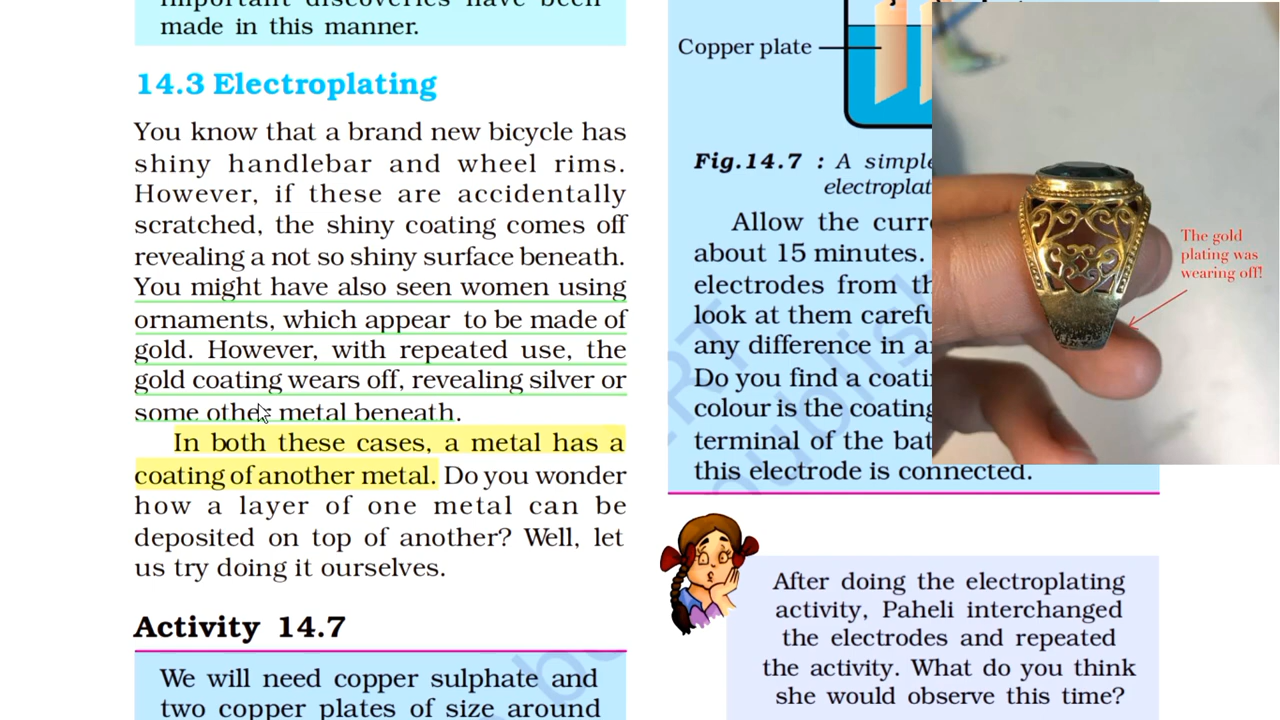 made in this manner.
14.3 Electroplating
You know that a brand new bicycle has
shiny handlebar and wheel rims.
However, if these are accidentally
scratched, the shiny coating comes off
revealing a not so shiny surface beneath.
You might have also seen women using
ornaments, which appear to be made of
gold. However, with repeated use, the
gold coating wears off, revealing silver or
some other metal beneath.
In both these cases, a metal has a
coating of another metal. Do you wonder
how a layer of one metal can be
deposited on top of another? Well, let
us try doing it ourselves.
Activity 14.7
We will need copper sulphate and
two copper plates of size around
Copper plate
Fig.14.7 : A simple
electroplat
Allow the curr
about 15 minutes.
electrodes from th
look at them carefu
any difference in a
Do you find a coati
colour is the coating
terminal of the bat
this electrode is connected.
The gold
plating was
wearing off!
After doing the electroplating
activity, Paheli interchanged
the electrodes and repeated
the activity. What do you think
she would observe this time?